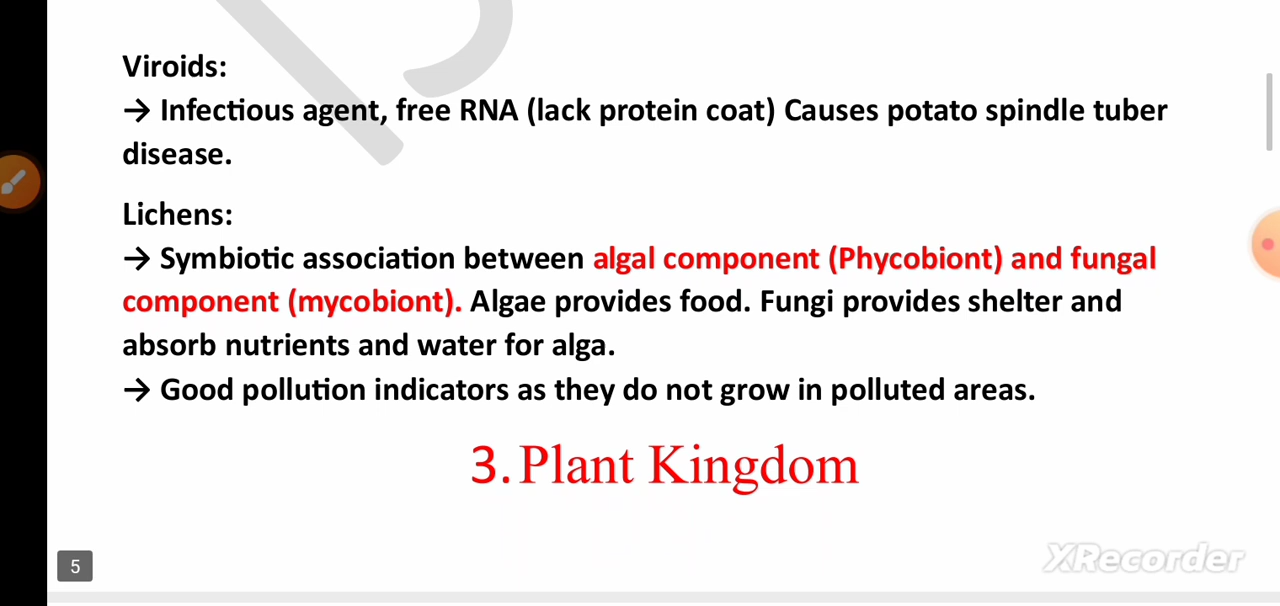 Viroids:
→ Infectious agent, free RNA (lack protein coat) Causes potato spindle tuber
disease.
Lichens:
→ Symbiotic association between algal component (Phycobiont) and fungal
component (mycobiont). Algae provides food. Fungi provides shelter and
absorb nutrients and water for alga.
→ Good pollution indicators as they do not grow in polluted areas.
3. Plant Kingdom
5
XRecorder